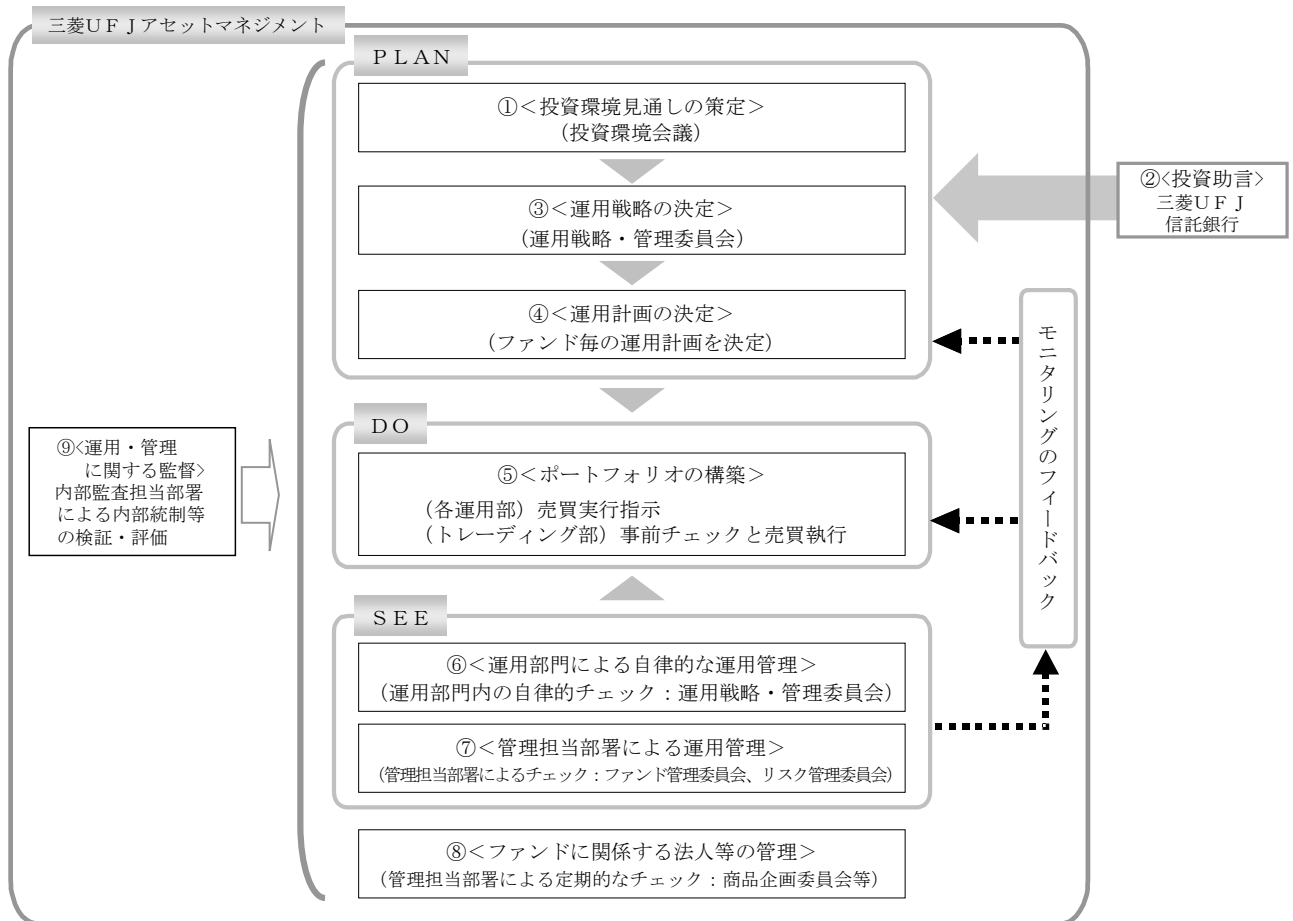 三菱ＵＦＪアセットマネジメント
ＰＬＡＮ
①＜投資環境見通しの策定＞
（投資環境会議）
②<投資助言>
三菱ＵＦＪ
信託銀行
③＜運用戦略の決定＞
（運用戦略・管理委員会）
④＜運用計画の決定＞
（ファンド毎の運用計画を決定）
モニタリングのフィードバック
ＤＯ
⑤＜ポートフォリオの構築＞
（各運用部）売買実行指示
（トレーディング部）事前チェックと売買執行
⑨<運用・管理
に関する監督>
内部監査担当部署
による内部統制等
の検証・評価
ＳＥＥ
⑥＜運用部門による自律的な運用管理＞
（運用部門内の自律的チェック：運用戦略・管理委員会）
⑦＜管理担当部署による運用管理＞
（管理担当部署によるチェック：ファンド管理委員会、リスク管理委員会）
⑧＜ファンドに関係する法人等の管理＞
（管理担当部署による定期的なチェック：商品企画委員会等）